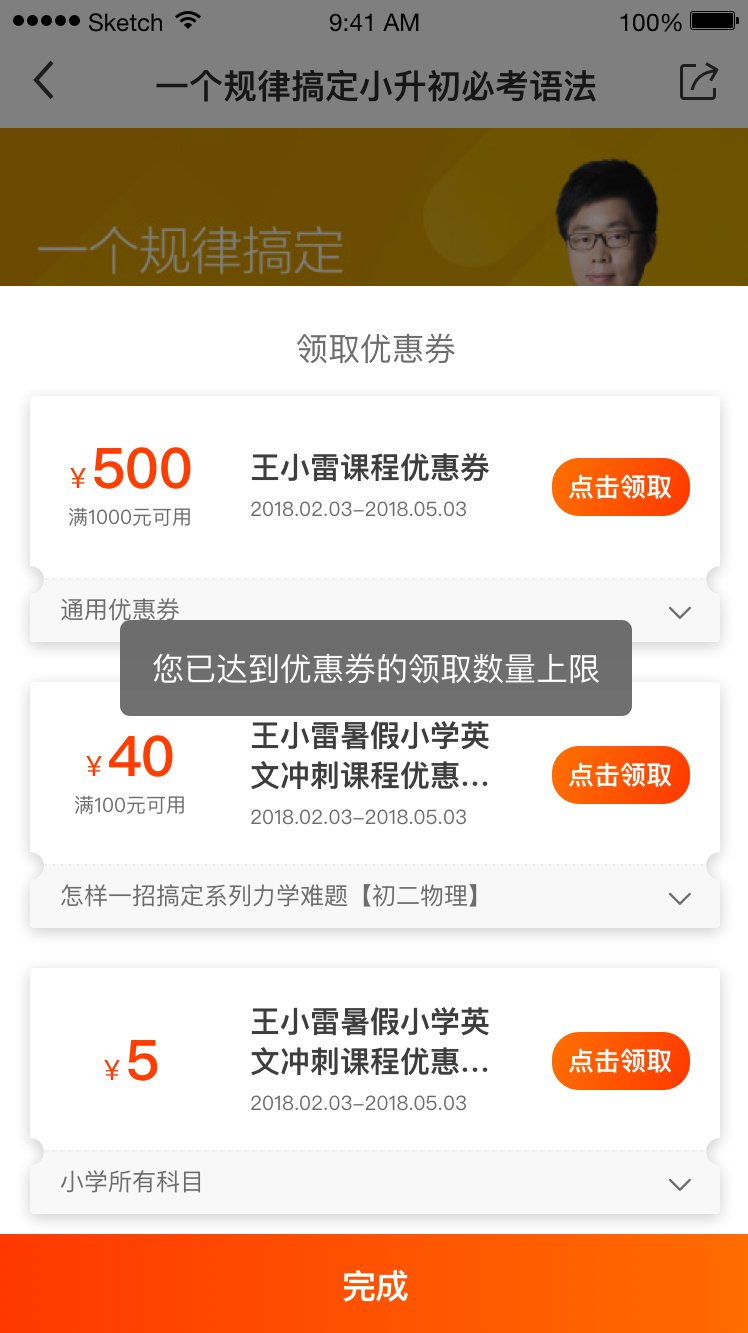 Sketch 9:41 AM 100%
一个规律搞定小升初必考语法
一个规律搞定
领取优惠券
¥500
满1000元可用
王小雷课程优惠券
2018.02.03–2018.05.03
点击领取
通用优惠券
您已达到优惠券的领取数量上限
¥40
满100元可用
王小雷暑假小学英
文冲刺课程优惠...
2018.02.03–2018.05.03
点击领取
怎样一招搞定系列力学难题【初二物理】
¥5
王小雷暑假小学英
文冲刺课程优惠...
2018.02.03–2018.05.03
点击领取
小学所有科目
完成